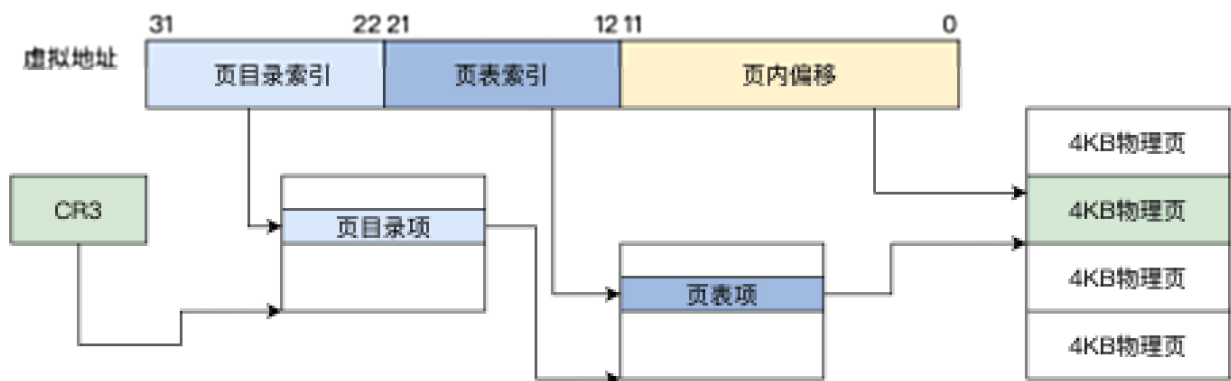 31 22 21 12 11 0
虚拟地址 页目录索引 页表索引 页内偏移
4KB物理页
CR3 页目录项 4KB物理页
页表项 4KB物理页
4KB物理页